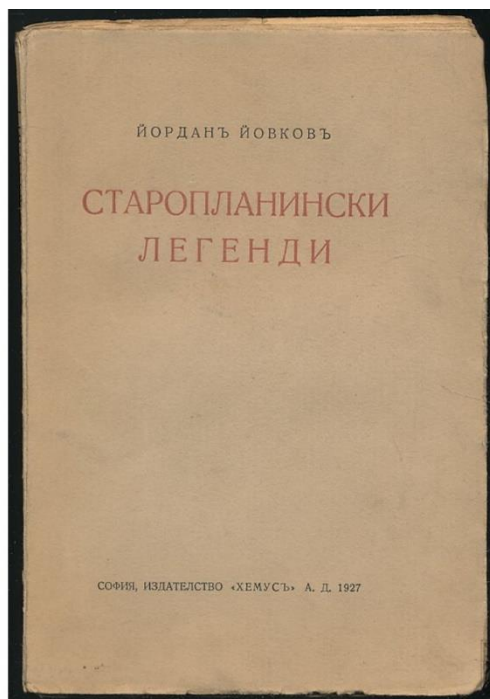 ЙОРДАНЪ ЙОВКОВЪ
СТАРОПЛАНИНСКИ
ЛЕГЕНДИ
СОФИЯ, ИЗДАТЕЛСТВО «ХЕМУСЪ» А. Д. 1927